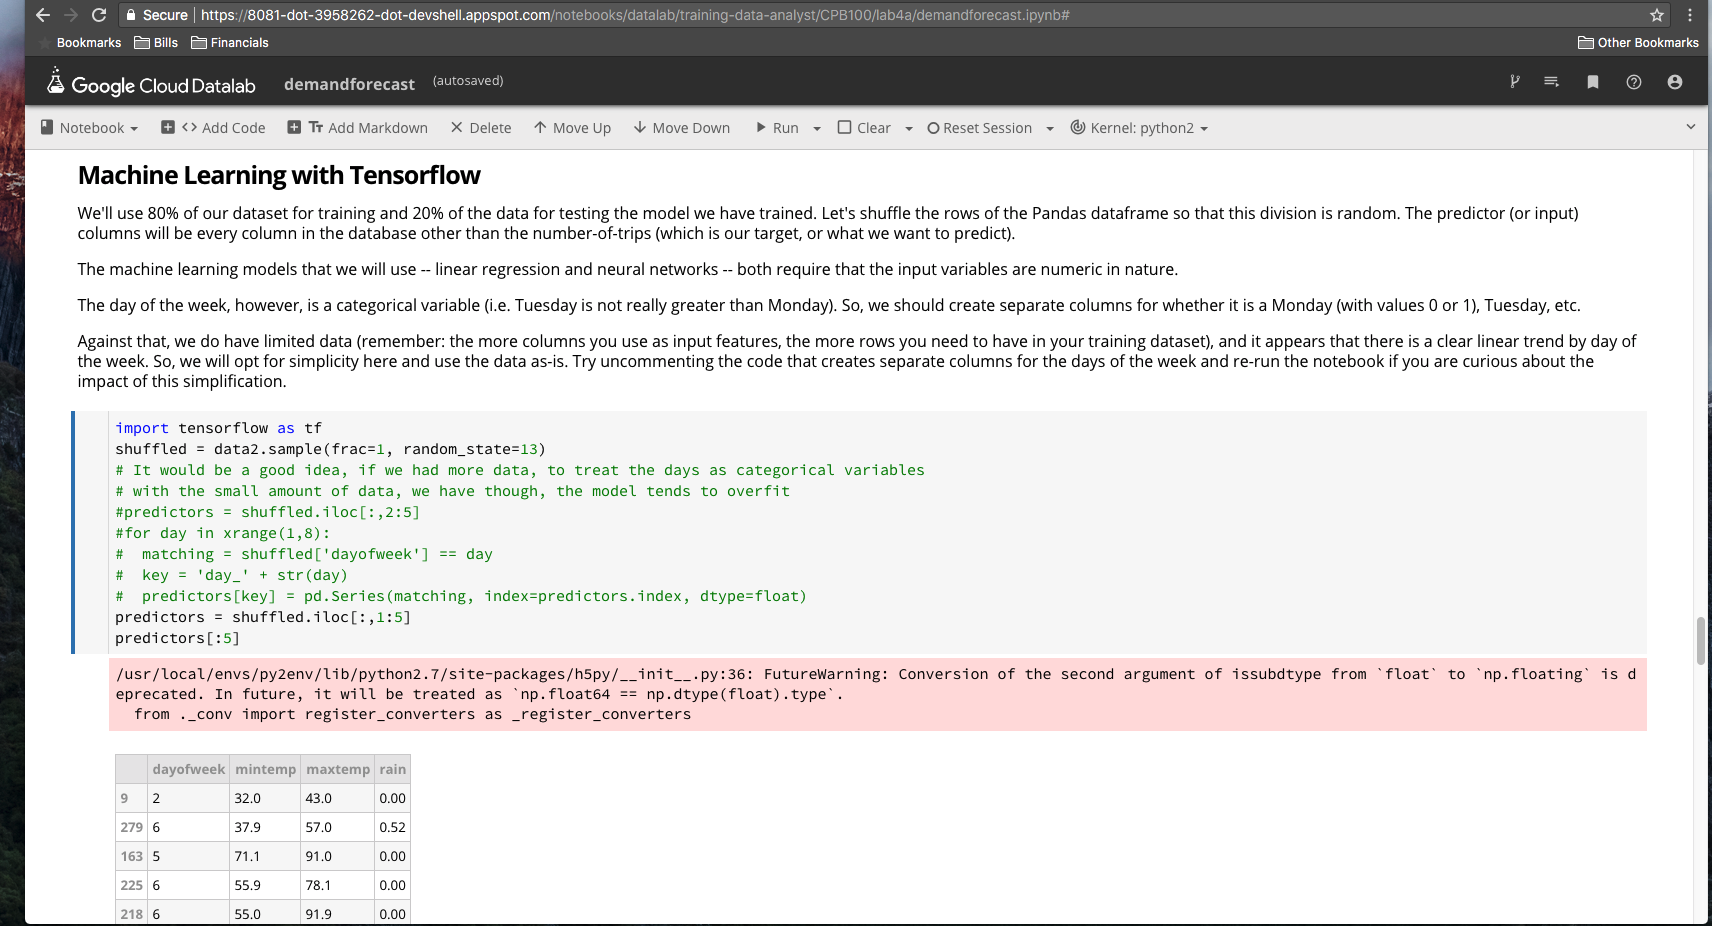 Secure https://8081-dot-3958262-dot-devshell.appspot.com/notebooks/datalab/training-data-analyst/CPB100/lab4a/demandforecast.ipynb#
Bookmarks Bills Financials Other Bookmarks
Google Cloud Datalab demandforecast (autosaved)
Notebook <> Add Code Tт Add Markdown Delete Move Up Move Down Run Clear Reset Session Kernel: python2
Machine Learning with Tensorflow
We'll use 80% of our dataset for training and 20% of the data for testing the model we have trained. Let's shuffle the rows of the Pandas dataframe so that this division is random. The predictor (or input)
columns will be every column in the database other than the number-of-trips (which is our target, or what we want to predict).
The machine learning models that we will use -- linear regression and neural networks -- both require that the input variables are numeric in nature.
The day of the week, however, is a categorical variable (i.e. Tuesday is not really greater than Monday). So, we should create separate columns for whether it is a Monday (with values 0 or 1), Tuesday, etc.
Against that, we do have limited data (remember: the more columns you use as input features, the more rows you need to have in your training dataset), and it appears that there is a clear linear trend by day of
the week. So, we will opt for simplicity here and use the data as-is. Try uncommenting the code that creates separate columns for the days of the week and re-run the notebook if you are curious about the
impact of this simplification.
import tensorflow as tf
shuffled = data2.sample(frac=1, random_state=13)
# It would be a good idea, if we had more data, to treat the days as categorical variables
# with the small amount of data, we have though, the model tends to overfit
#predictors = shuffled.iloc[:,2:5]
#for day in xrange(1,8):
#  matching = shuffled['dayofweek'] == day
#  key = 'day_' + str(day)
#  predictors[key] = pd.Series(matching, index=predictors.index, dtype=float)
predictors = shuffled.iloc[:,1:5]
predictors[:5]
/usr/local/envs/py2env/lib/python2.7/site-packages/h5py/__init__.py:36: FutureWarning: Conversion of the second argument of issubdtype from `float` to `np.floating` is d
eprecated. In future, it will be treated as `np.float64 == np.dtype(float).type`.
  from ._conv import register_converters as _register_converters
dayofweek mintemp maxtemp rain
9 2 32.0 43.0 0.00
279 6 37.9 57.0 0.52
163 5 71.1 91.0 0.00
225 6 55.9 78.1 0.00
218 6 55.0 91.9 0.00